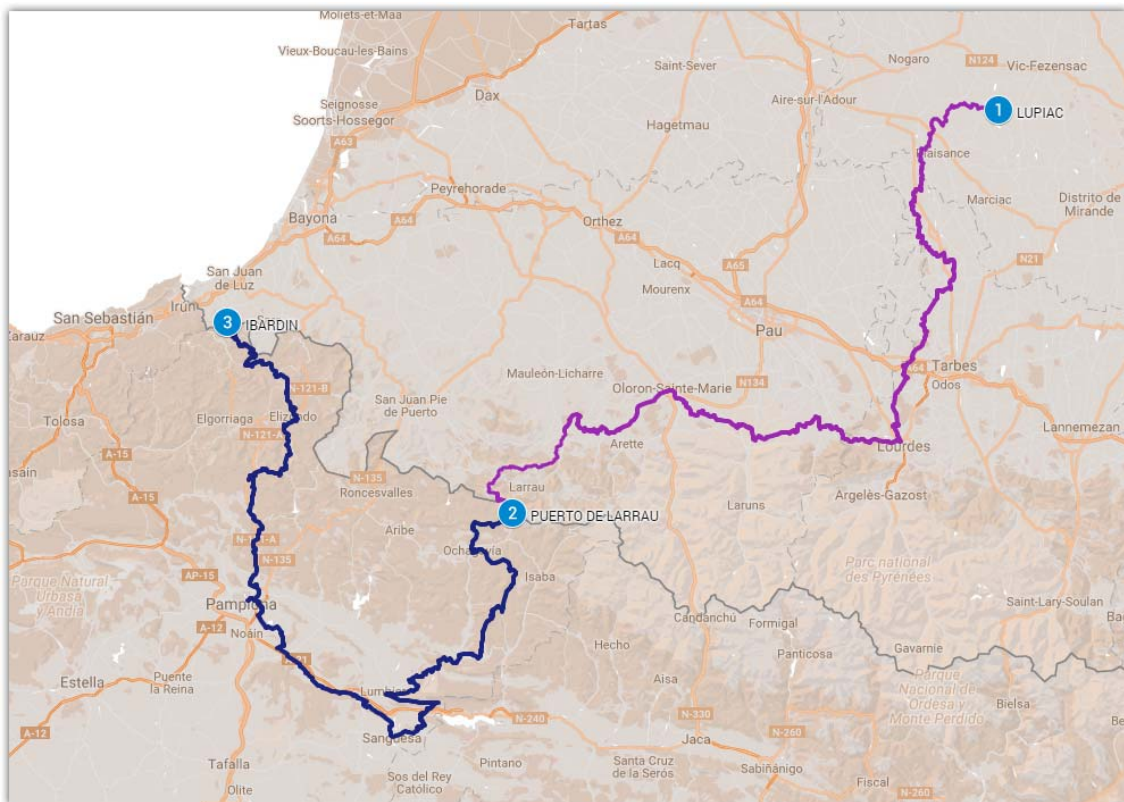 Moliets-et-Maa
Tartas
Vieux-Boucau-les-Bains
Saint-Sever
Nogaro
N124
Vic-Fezensac
Dax
Aire-sur-l'Adour
1
LUPIAC
Seignosse
Soorts-Hossegor
Hagetmau
A63
Plaisance
Peyrehorade
Marciac
Distrito de
Mirande
Bayona
A64
Orthez
A64
A64
A65
N21
San Juan
de Luz
Lacq
Mourenx
A64
Irún
San Sebastián
3
IBARDIN
Pau
Zarauz
Tarbes
A64
Mauléon-Licharre
Odos
N-121-B
Oloron-Sainte-Marie
N134
San Juan Pie
de Puerto
Elgorriaga
Elizondo
Tolosa
Lannemezan
N-121-A
Arette
Lourdes
A-15
Larrau
N-135
Roncesvalles
Argelès-Gazost
A-15
2
PUERTO DE LARRAU
Laruns
Aribe
N-135
Ochagavía
Isaba
Parc national
des Pyrénées
AP-15
Parque Natural
Urbasa
y Andia
Pamplona
Saint-Lary-Soulan
Candanchú
A-12
Noáin
Formigal
Hecho
Gavarnie
Panticosa
Estella
Puente
la Reina
Aisa
Parque
Nacional de
Ordesa y
Monte Perdido
Bielsa
N-240
N-330
A-12
Sangüesa
Jaca
N-260
Tafalla
Pintano
Santa Cruz
de la Serós
Sabiñánigo
Sos del Rey
Católico
Olite
Fiscal
N-260